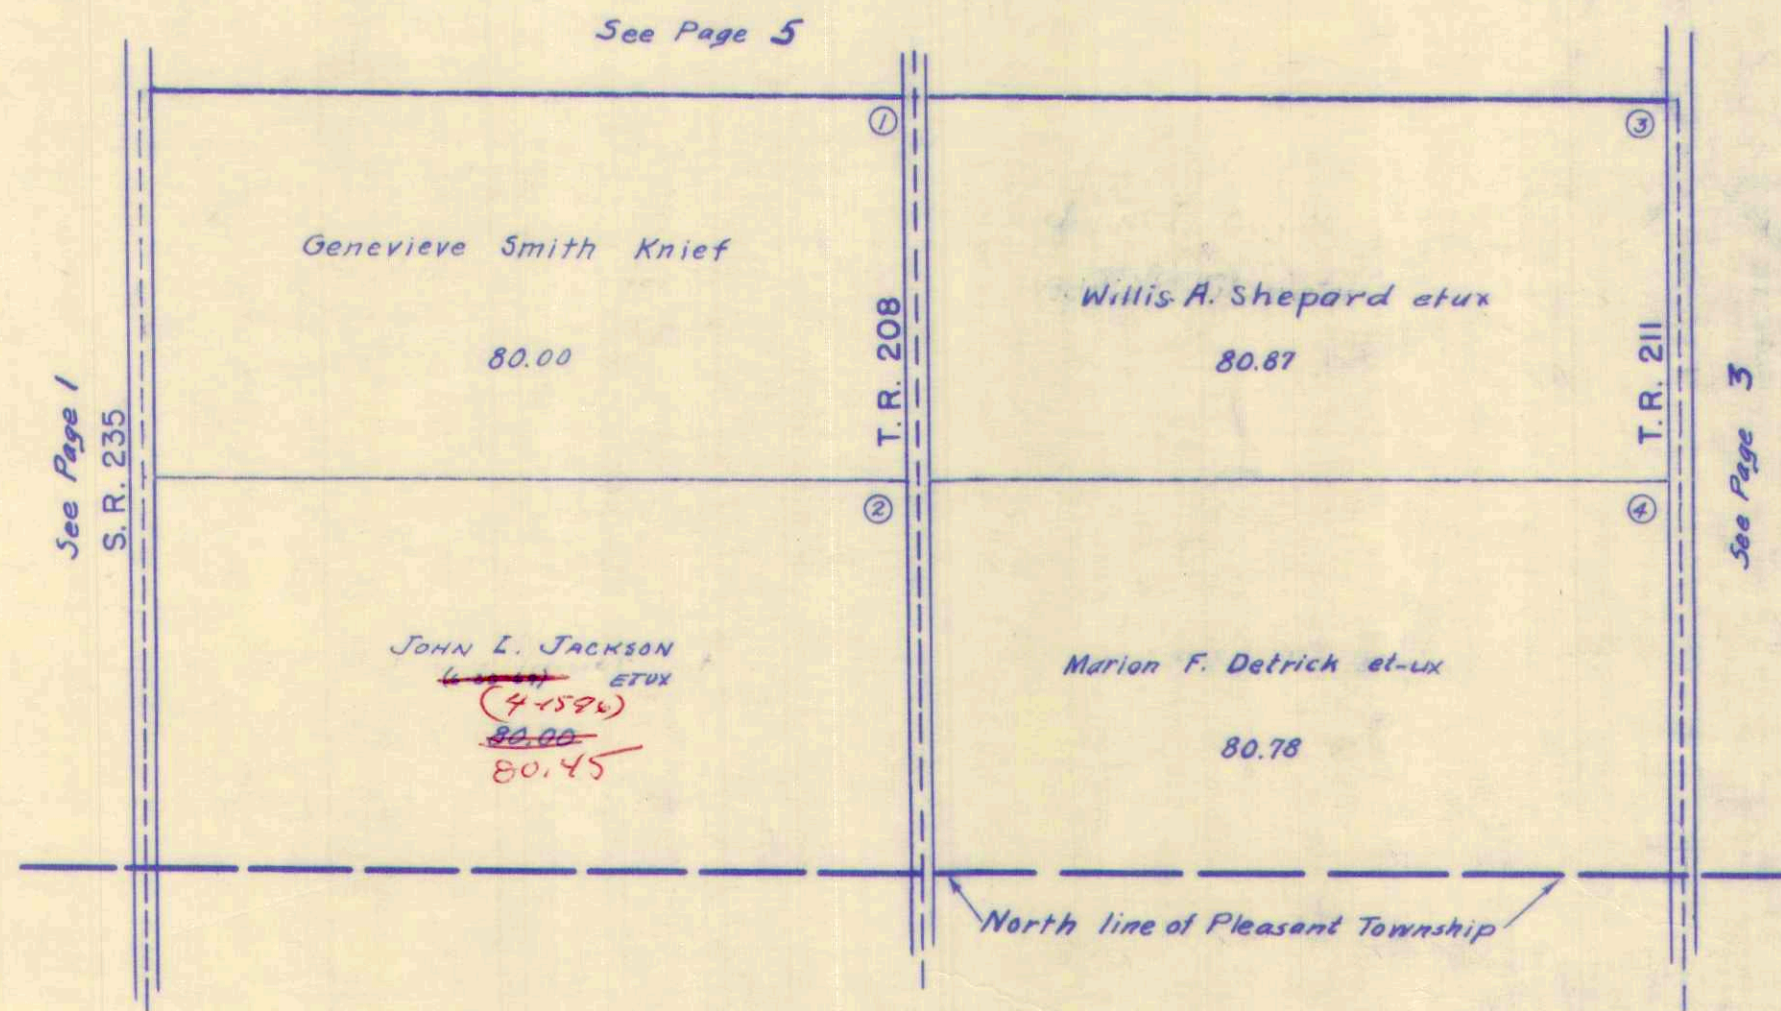 See Page 5
See Page 1
S. R. 235
①
Genevieve Smith Knief
80.00
T. R. 208
③
Willis A. Shepard etux
80.87
T. R. 211
See Page 3
②
JOHN L. JACKSON
ETUX
80.00
80.45
④
Marion F. Detrick et-ux
80.78
North line of Pleasant Township